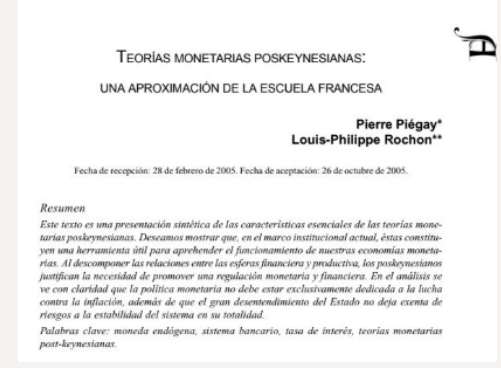 TEORÍAS MONETARIAS POSKEYNESIANAS:
UNA APROXIMACIÓN DE LA ESCUELA FRANCESA
Pierre Piégay*
Louis-Philippe Rochon**
Fecha de recepción: 28 de febrero de 2005. Fecha de aceptación: 26 de octubre de 2005.
Resumen
Este texto es una presentación sintética de las características esenciales de las teorías mone-
tarias poskeynesianas. Deseamos mostrar que, en el marco institucional actual, éstas constitu-
yen una herramienta útil para aprehender el funcionamiento de nuestras economías moneta-
rias. Al descomponer las relaciones entre las esferas financiera y productiva, los poskeynesianos
justifican la necesidad de promover una regulación monetaria y financiera. En el análisis se
ve con claridad que la política monetaria no debe estar exclusivamente dedicada a la lucha
contra la inflación, además de que el gran desentendimiento del Estado no deja exenta de
riesgos a la estabilidad del sistema en su totalidad.
Palabras clave: moneda endógena, sistema bancario, tasa de interés, teorías monetarias
post-keynesianas.